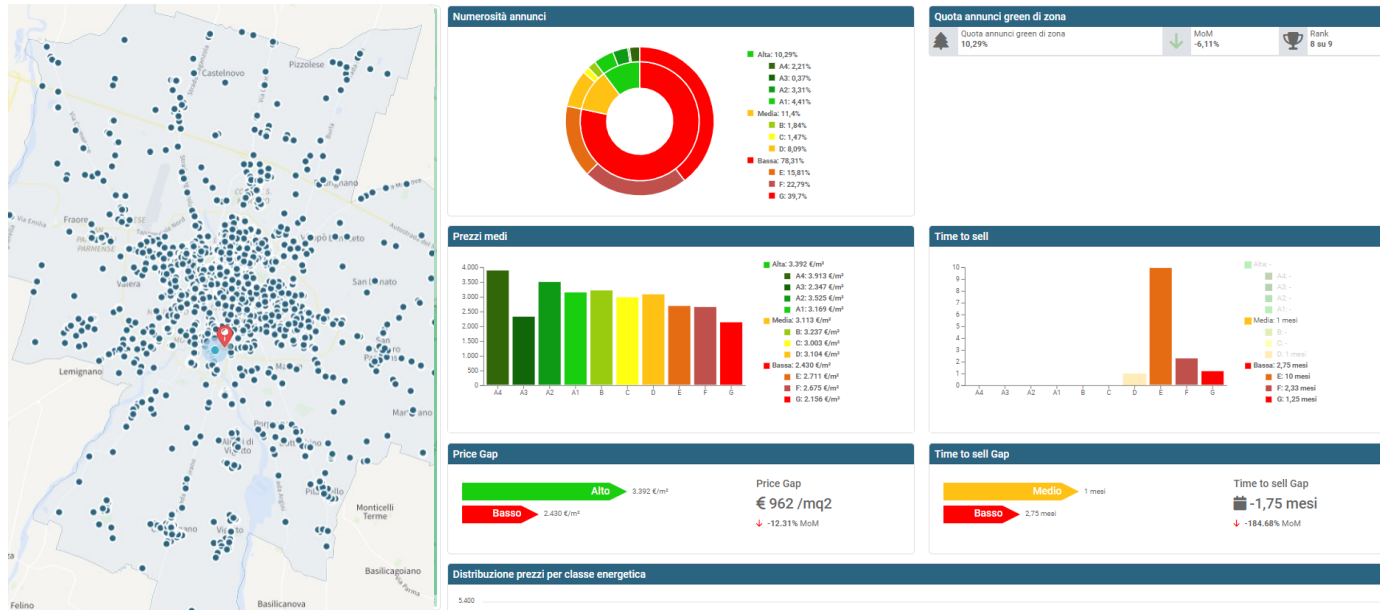 Castelnovo
Pizzolese
Via Emilia
Fraore
PARMENSE
Valera
Lemignano
Monticelli
Terme
Basilicagoiano
Basilicanova
Felino
Numerosità annunci
Alta: 10,29%
A4: 2,21%
A3: 0,37%
A2: 3,31%
A1: 4,41%
Media: 11,4%
B: 1,84%
C: 1,47%
D: 8,09%
Bassa: 78,31%
E: 15,81%
F: 22,79%
G: 39,7%
Quota annunci green di zona
Quota annunci green di zona
10,29%
MoM
-6,11%
Rank
8 su 9
Prezzi medi
4.000
3.500
3.000
2.500
2.000
1.500
1.000
500
0
A4 A3 A2 A1 B C D E F G
Alta: 3.392 €/m²
A4: 3.913 €/m²
A3: 2.347 €/m²
A2: 3.525 €/m²
A1: 3.169 €/m²
Media: 3.113 €/m²
B: 3.237 €/m²
C: 3.003 €/m²
D: 3.104 €/m²
Bassa: 2.430 €/m²
E: 2.711 €/m²
F: 2.675 €/m²
G: 2.156 €/m²
Time to sell
10
9
8
7
6
5
4
3
2
1
0
A4 A3 A2 A1 B C D E F G
Alta: -
A4: -
A3: -
A2: -
A1: -
Media: 1 mesi
B: -
C: -
D: 1 mesi
Bassa: 2,75 mesi
E: 10 mesi
F: 2,33 mesi
G: 1,25 mesi
Price Gap
Alto 3.392 €/m²
Basso 2.430 €/m²
Price Gap
€ 962 /mq2
-12.31% MoM
Time to sell Gap
Medio 1 mesi
Basso 2,75 mesi
Time to sell Gap
-1,75 mesi
-184.68% MoM
Distribuzione prezzi per classe energetica
5.400